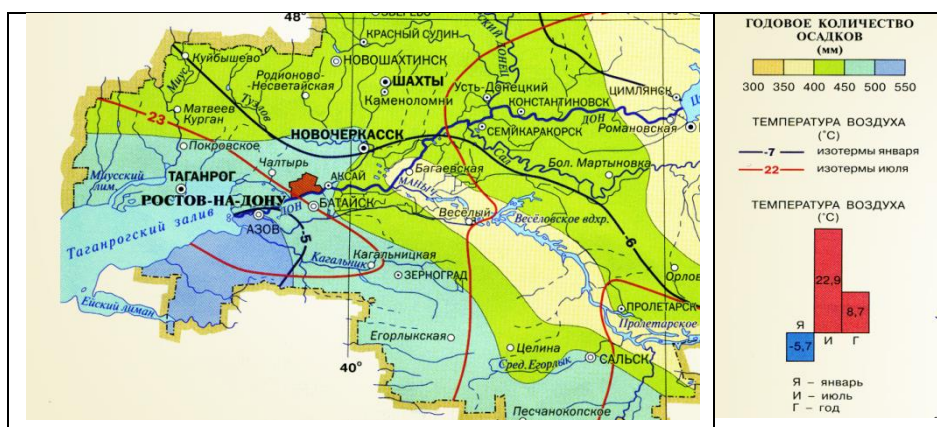 48°
ЗВЕРЕВО
КРАСНЫЙ СУЛИН
Куйбышево
НОВОШАХТИНСК
Миус
Родионово-
Несветайская
ШАХТЫ
Каменоломни
Усть-Донецкий
КОНСТАНТИНОВСК
ЦИМЛЯНСК
Тузлов
23
Матвеев
Курган
ДОН
Романовская
НОВОЧЕРКАССК
СЕМИКАРАКОРСК
Покровское
Сал
Чалтырь
Багаевская
Бол. Мартыновка
Миусский
лим.
ТАГАНРОГ
АКСАЙ
МАНЫЧ
РОСТОВ-НА-ДОНУ
БАТАЙСК
Веселый
Весёловское вдхр.
Таганрогский залив
ДОН
АЗОВ
-5
-6
Кагальницкая
Кагальник
ЗЕРНОГРАД
Орлов
Ейский лиман
ПРОЛЕТАРСК
Пролетарское
Егорлыкская
Целина
40°
Сред. Егорлык
САЛЬСК
Песчанокопское
ГОДОВОЕ КОЛИЧЕСТВО
ОСАДКОВ
(мм)
300 350 400 450 500 550
ТЕМПЕРАТУРА ВОЗДУХА
(°С)
-7 изотермы января
22 изотермы июля
ТЕМПЕРАТУРА ВОЗДУХА
(°С)
22,9
8,7
Я
-5,7
И Г
Я – январь
И – июль
Г – год